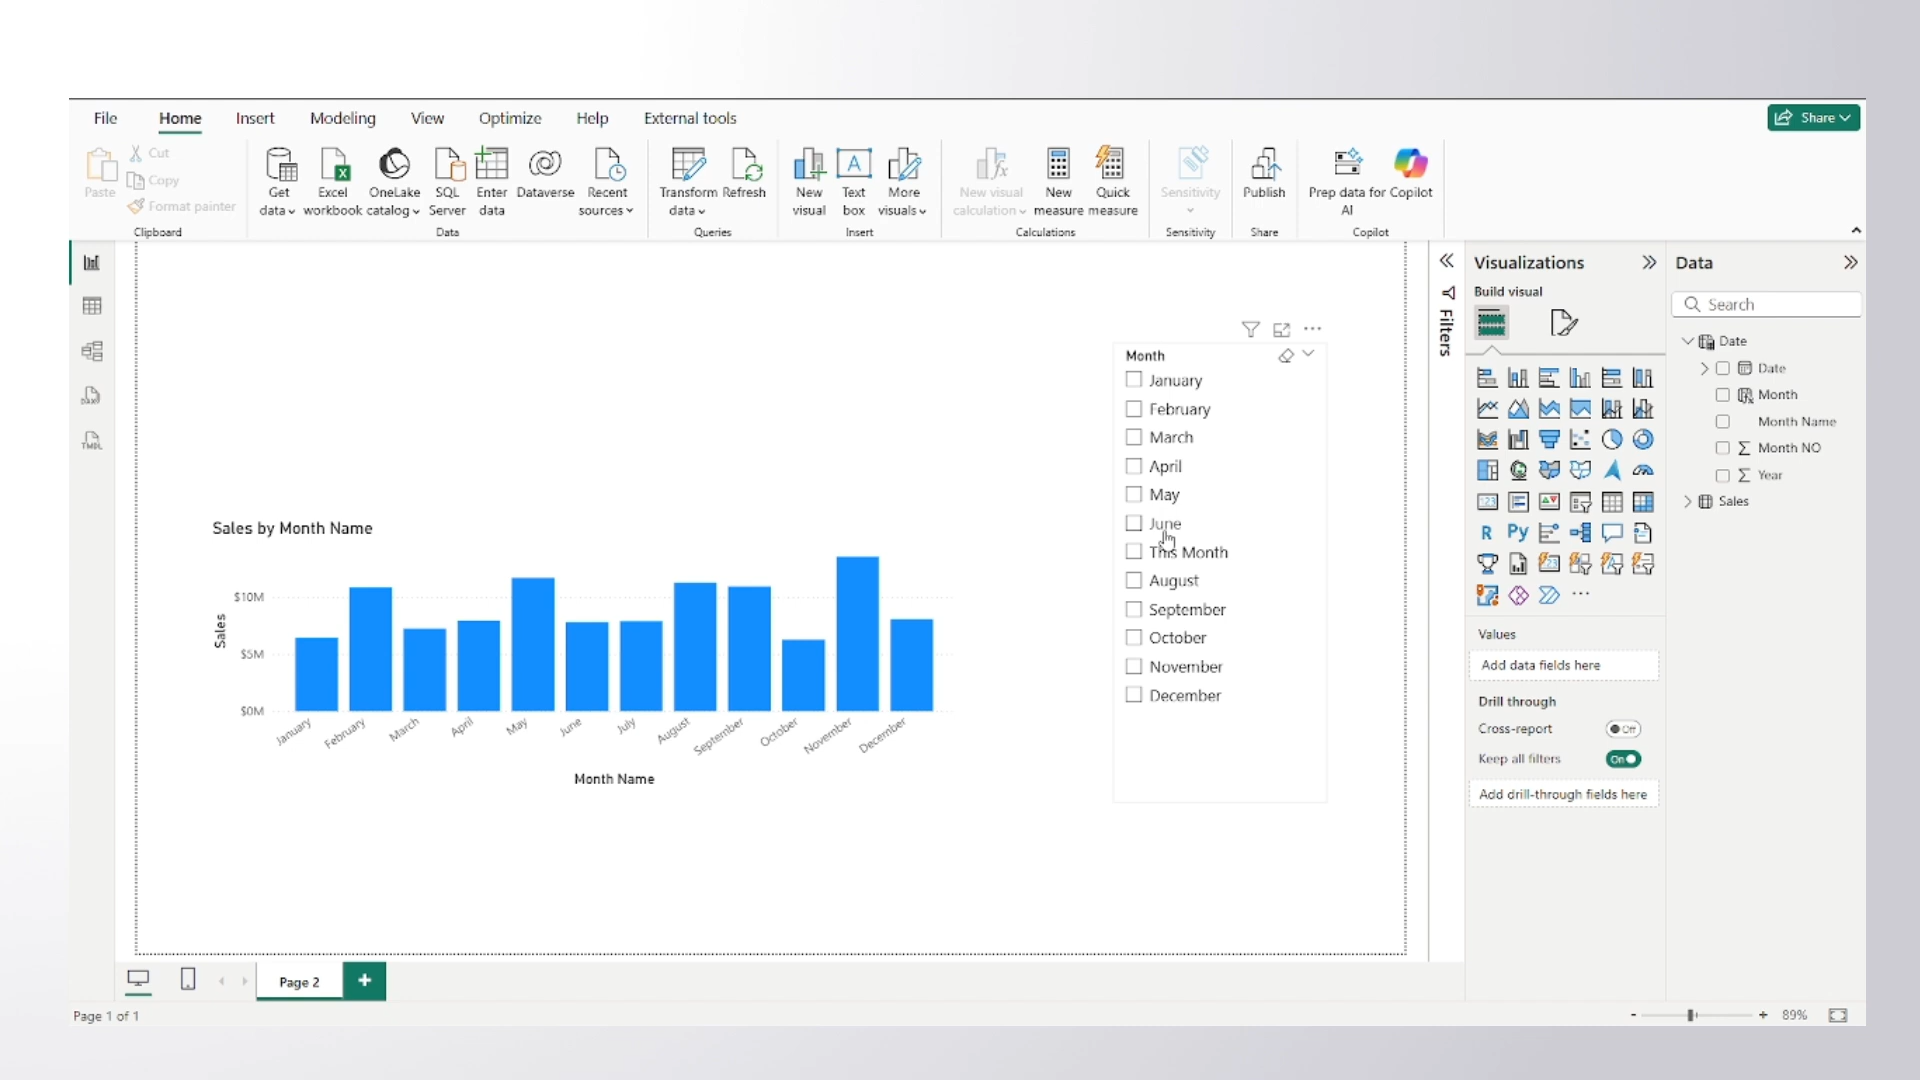 File Home Insert Modeling View Optimize Help External tools Share
Paste Cut
Copy
Format painter
Clipboard
Get data
Excel workbook
OneLake catalog
SQL Server
Enter data
Dataverse
Recent sources
Data
Transform data
Refresh
Queries
New visual
Text box
More visuals
Insert
New visual calculation
New measure
Quick measure
Calculations
Sensitivity
Sensitivity
Publish
Share
Prep data for AI
Copilot
Copilot
Sales by Month Name
Sales
$10M
$5M
$0M
January February March April May June July August September October November December
Month Name
Month
January
February
March
April
May
June
This Month
August
September
October
November
December
Filters
Visualizations
Build visual
123
R Py
123
Values
Add data fields here
Drill through
Cross-report Off
Keep all filters On
Add drill-through fields here
Data
Search
Date
Date
Month
Month Name
Month NO
Year
Sales
DAX
TMDL
Page 2
Page 1 of 1
- + 89%